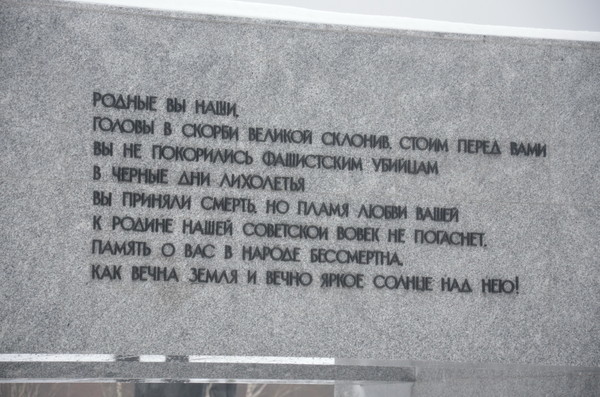 РОДНЫЕ ВЫ НАШИ,
ГОЛОВЫ В СКОРБИ ВЕЛИКОЙ СКЛОНИВ, СТОИМ ПЕРЕД ВАМИ
ВЫ НЕ ПОКОРИЛИСЬ ФАШИСТСКИМ УБИЙЦАМ
В ЧЕРНЫЕ ДНИ ЛИХОЛЕТЬЯ
ВЫ ПРИНЯЛИ СМЕРТЬ, НО ПЛАМЯ ЛЮБВИ ВАШЕЙ
К РОДИНЕ НАШЕЙ СОВЕТСКОЙ ВОВЕК НЕ ПОГАСНЕТ.
ПАМЯТЬ О ВАС В НАРОДЕ БЕССМЕРТНА,
КАК ВЕЧНА ЗЕМЛЯ И ВЕЧНО ЯРКОЕ СОЛНЦЕ НАД НЕЮ!